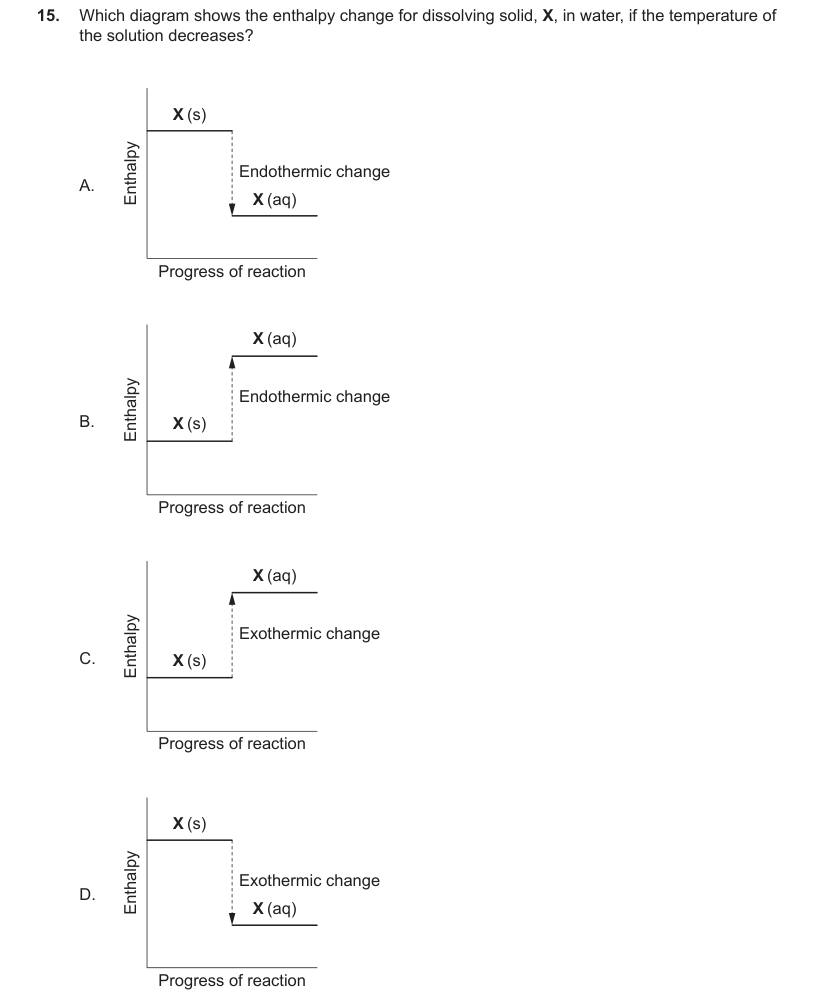 15. Which diagram shows the enthalpy change for dissolving solid, X, in water, if the temperature of
the solution decreases?
A.
Enthalpy
X (s)
Endothermic change
X (aq)
Progress of reaction
B.
Enthalpy
X (aq)
Endothermic change
X (s)
Progress of reaction
C.
Enthalpy
X (aq)
Exothermic change
X (s)
Progress of reaction
D.
Enthalpy
X (s)
Exothermic change
X (aq)
Progress of reaction